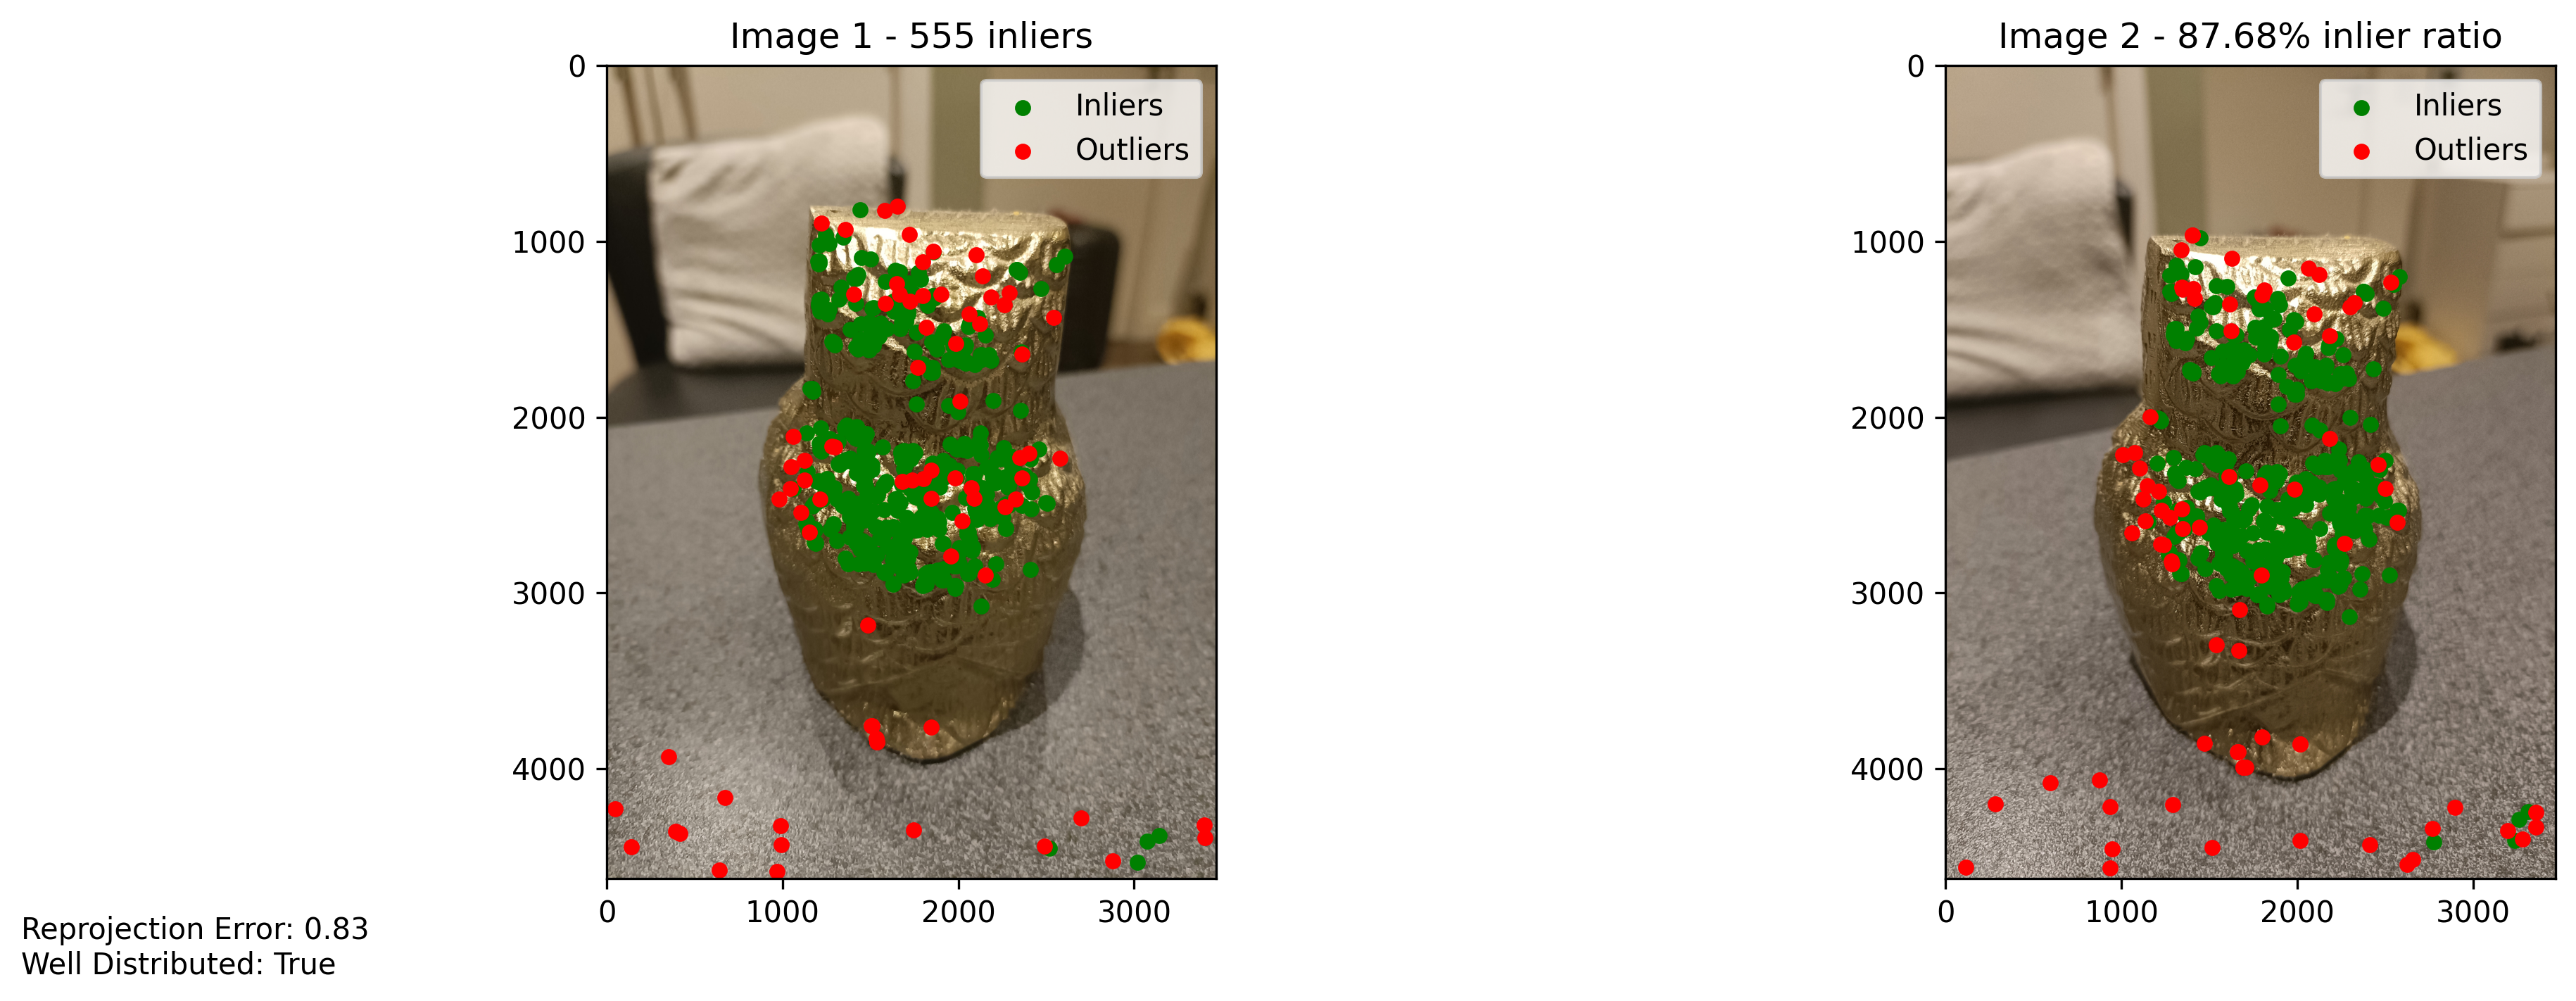 Image 1 - 555 inliers
Inliers
Outliers
0
1000
2000
3000
4000
0
1000
2000
3000
Image 2 - 87.68% inlier ratio
Inliers
Outliers
0
1000
2000
3000
4000
0
1000
2000
3000
Reprojection Error: 0.83
Well Distributed: True